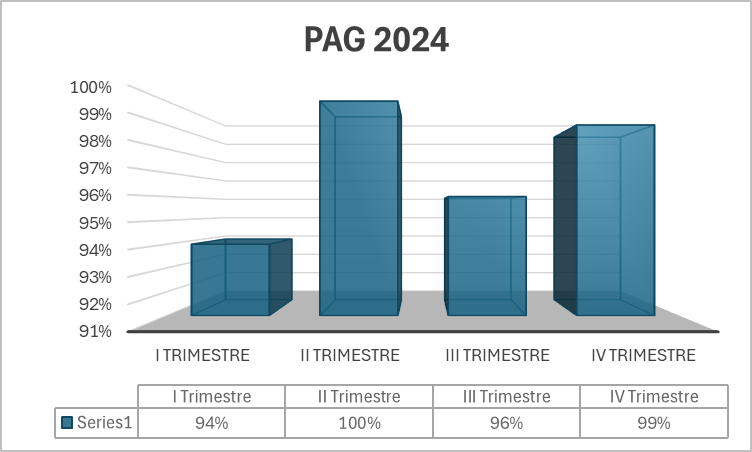 PAG 2024
100%
99%
98%
97%
96%
95%
94%
93%
92%
91%
I TRIMESTRE II TRIMESTRE III TRIMESTRE IV TRIMESTRE
I Trimestre II Trimestre III Trimestre IV Trimestre
Series1 94% 100% 96% 99%